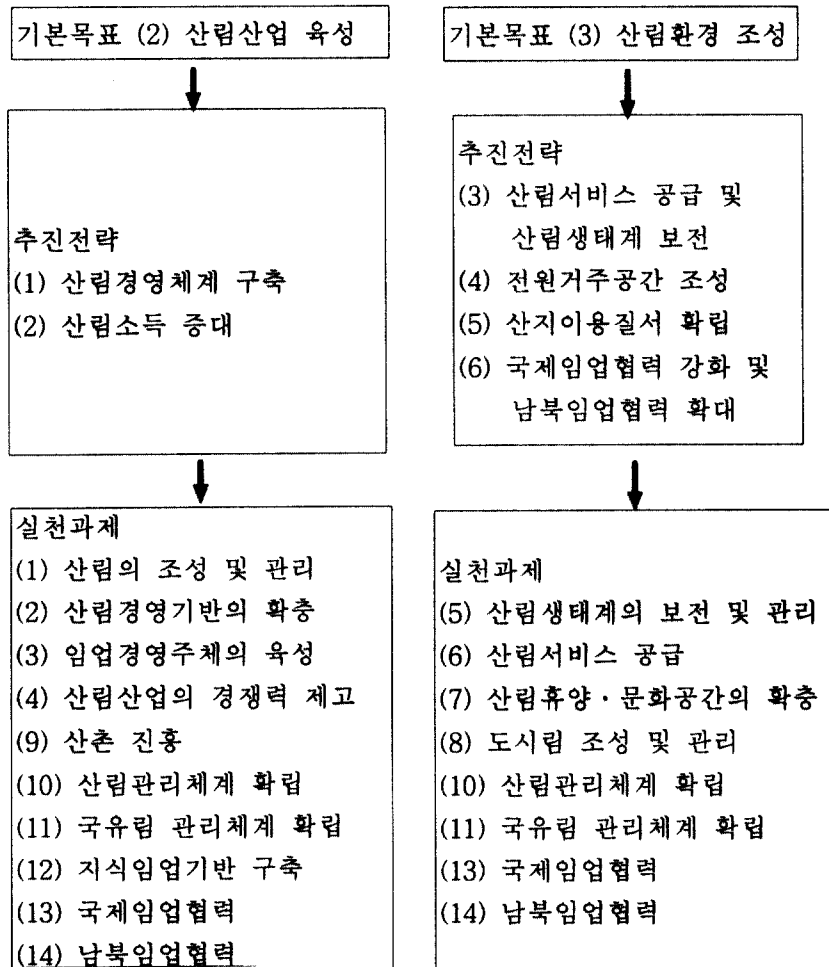 기본목표 (2) 산림산업 육성
추진전략
(1) 산림경영체계 구축
(2) 산림소득 증대
실천과제
(1) 산림의 조성 및 관리
(2) 산림경영기반의 확충
(3) 임업경영주체의 육성
(4) 산림산업의 경쟁력 제고
(9) 산촌 진흥
(10) 산림관리체계 확립
(11) 국유림 관리체계 확립
(12) 지식임업기반 구축
(13) 국제임업협력
(14) 남북임업협력
기본목표 (3) 산림환경 조성
추진전략
(3) 산림서비스 공급 및
산림생태계 보전
(4) 전원거주공간 조성
(5) 산지이용질서 확립
(6) 국제임업협력 강화 및
남북임업협력 확대
실천과제
(5) 산림생태계의 보전 및 관리
(6) 산림서비스 공급
(7) 산림휴양·문화공간의 확충
(8) 도시림 조성 및 관리
(10) 산림관리체계 확립
(11) 국유림 관리체계 확립
(13) 국제임업협력
(14) 남북임업협력